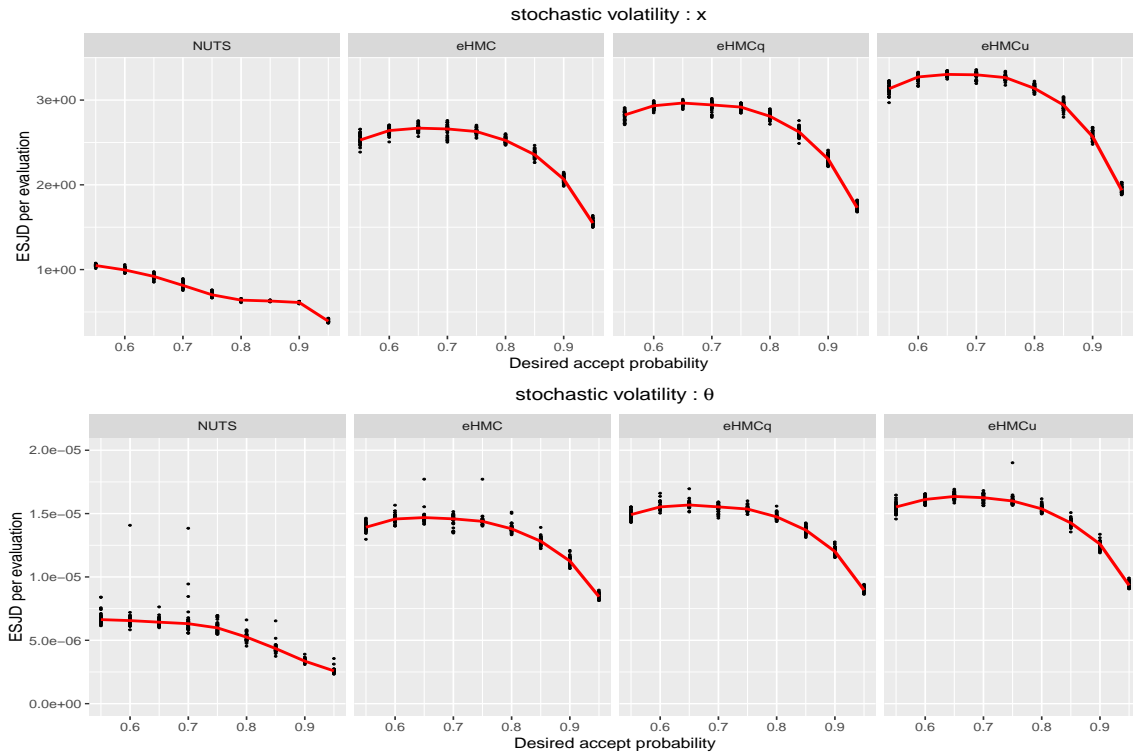 stochastic volatility : x
NUTS eHMC eHMCq eHMCu
ESJD per evaluation
3e+00
2e+00
1e+00
0.6 0.7 0.8 0.9 0.6 0.7 0.8 0.9 0.6 0.7 0.8 0.9 0.6 0.7 0.8 0.9
Desired accept probability
stochastic volatility : θ
NUTS eHMC eHMCq eHMCu
ESJD per evaluation
2.0e−05
1.5e−05
1.0e−05
5.0e−06
0.0e+00
0.6 0.7 0.8 0.9 0.6 0.7 0.8 0.9 0.6 0.7 0.8 0.9 0.6 0.7 0.8 0.9
Desired accept probability